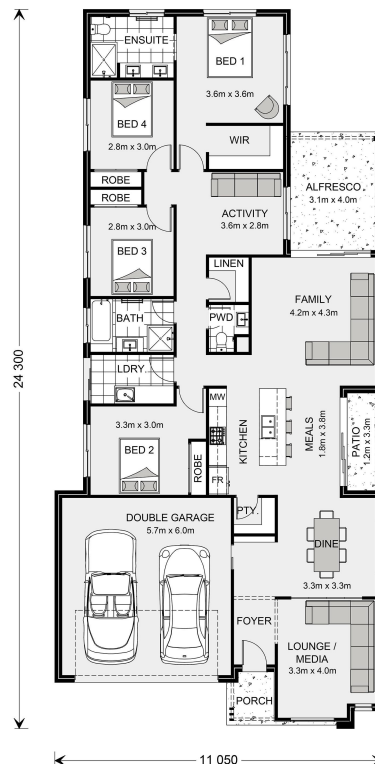 ENSUITE
BED 1
3.6m x 3.6m
BED 4
2.8m x 3.0m
WIR
ROBE
ROBE
ALFRESCO
3.1m x 4.0m
ACTIVITY
3.6m x 2.8m
2.8m x 3.0m
BED 3
LINEN
FAMILY
4.2m x 4.3m
BATH
PWD
LDRY
24 300
3.3m x 3.0m
BED 2
ROBE
MW
KITCHEN
FR
MEALS
1.8m x 3.8m
PATIO
1.2m x 3.3m
PTY.
DOUBLE GARAGE
5.7m x 6.0m
DINE
3.3m x 3.3m
FOYER
LOUNGE /
MEDIA
3.3m x 4.0m
PORCH
11 050